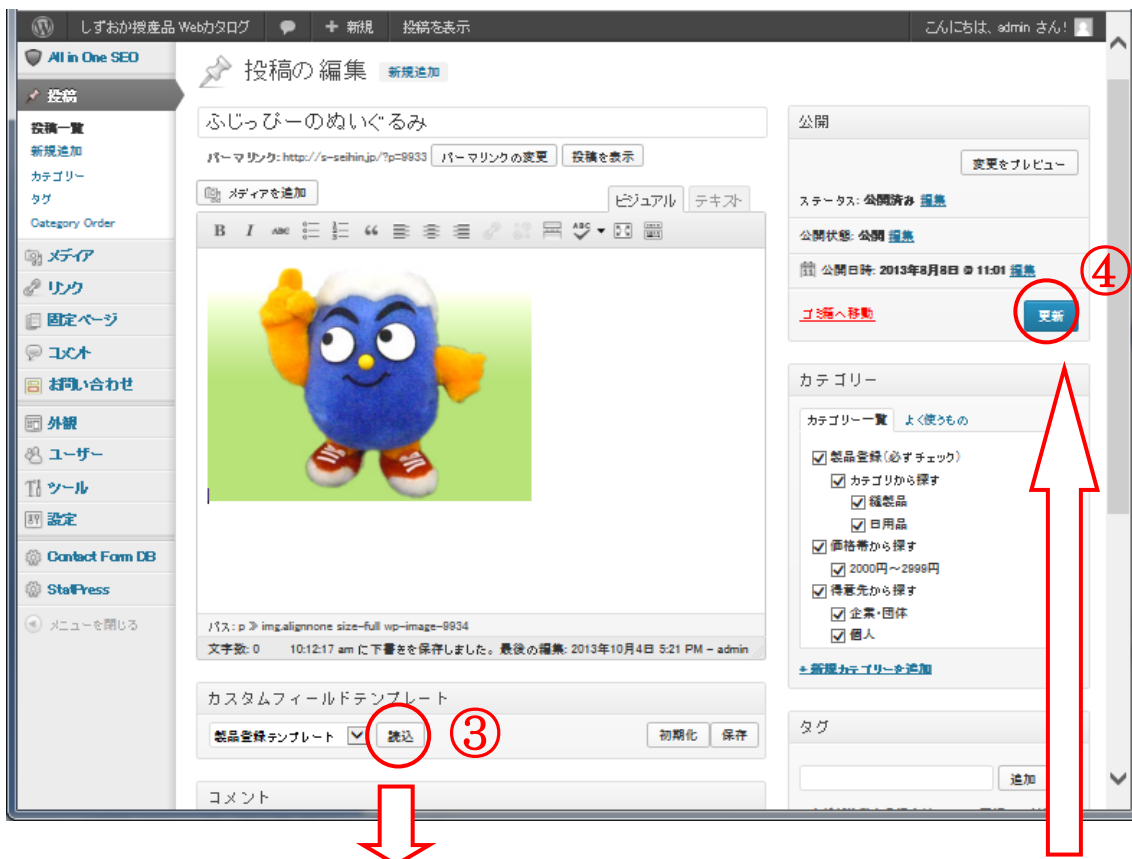 しずおか授産品 Webカタログ
新規
投稿を表示
こんにちは、admin さん!
All in One SEO
投稿
投稿一覧
新規追加
カテゴリー
タグ
Category Order
メディア
リンク
固定ページ
コメント
お問い合わせ
外観
ユーザー
ツール
設定
Contact Form DB
StatPress
メニューを閉じる
投稿の編集 新規追加
ふじっぴーのぬいぐるみ
パーマリンク: http://s-seihin.jp/?p=9933 パーマリンクの変更 投稿を表示
メディアを追加
ビジュアル テキスト
B I ABC ABC
パス: p » img.alignnone size-full wp-image-9934
文字数: 0 10:12:17 am に下書きを保存しました。最後の編集: 2013年10月4日 5:21 PM – admin
カスタムフィールドテンプレート
製品登録テンプレート 読込 ③ 初期化 保存
コメント
公開
変更をプレビュー
ステータス: 公開済み 編集
公開状態: 公開 編集
公開日時: 2013年8月8日 @ 11:01 編集
④
ゴミ箱へ移動 更新
カテゴリー
カテゴリー一覧 よく使うもの
製品登録(必ずチェック)
カテゴリから探す
縫製品
日用品
価格帯から探す
2000円～2999円
得意先から探す
企業・団体
個人
+ 新規カテゴリーを追加
タグ
追加